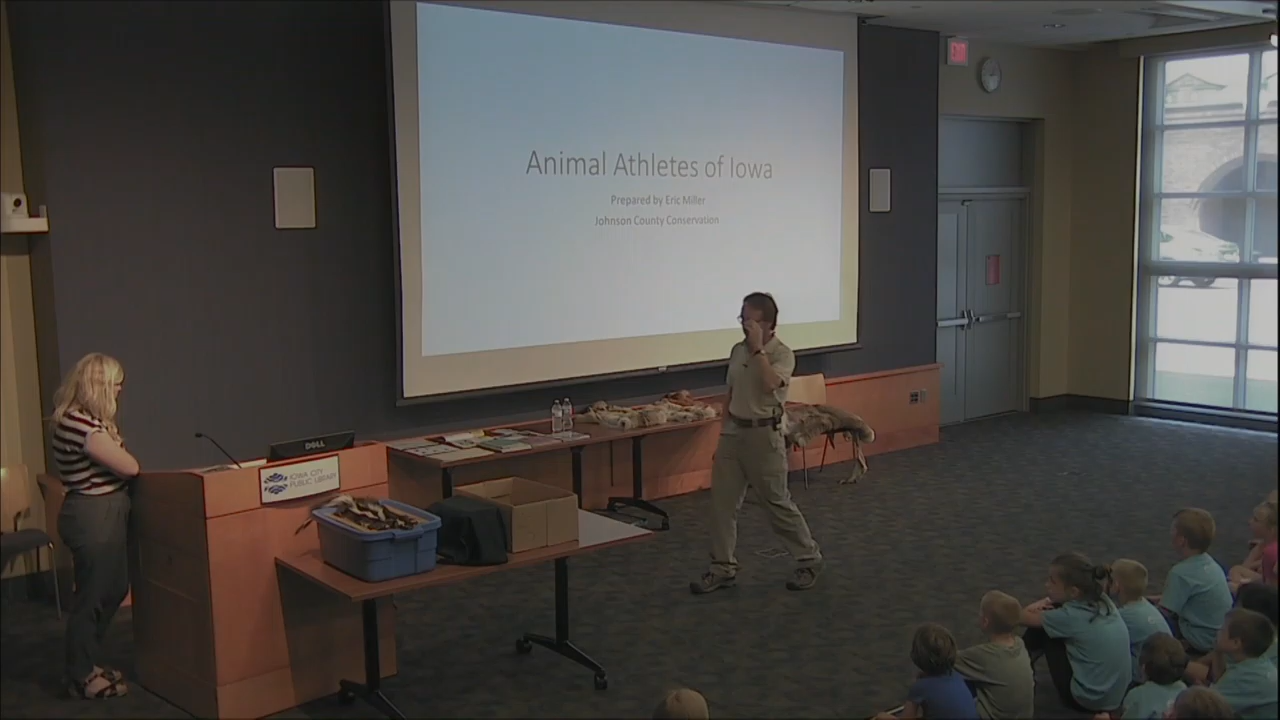 Animal Athletes of Iowa
Prepared by Eric Miller
Johnson County Conservation
DELL
IOWA CITY
PUBLIC LIBRARY